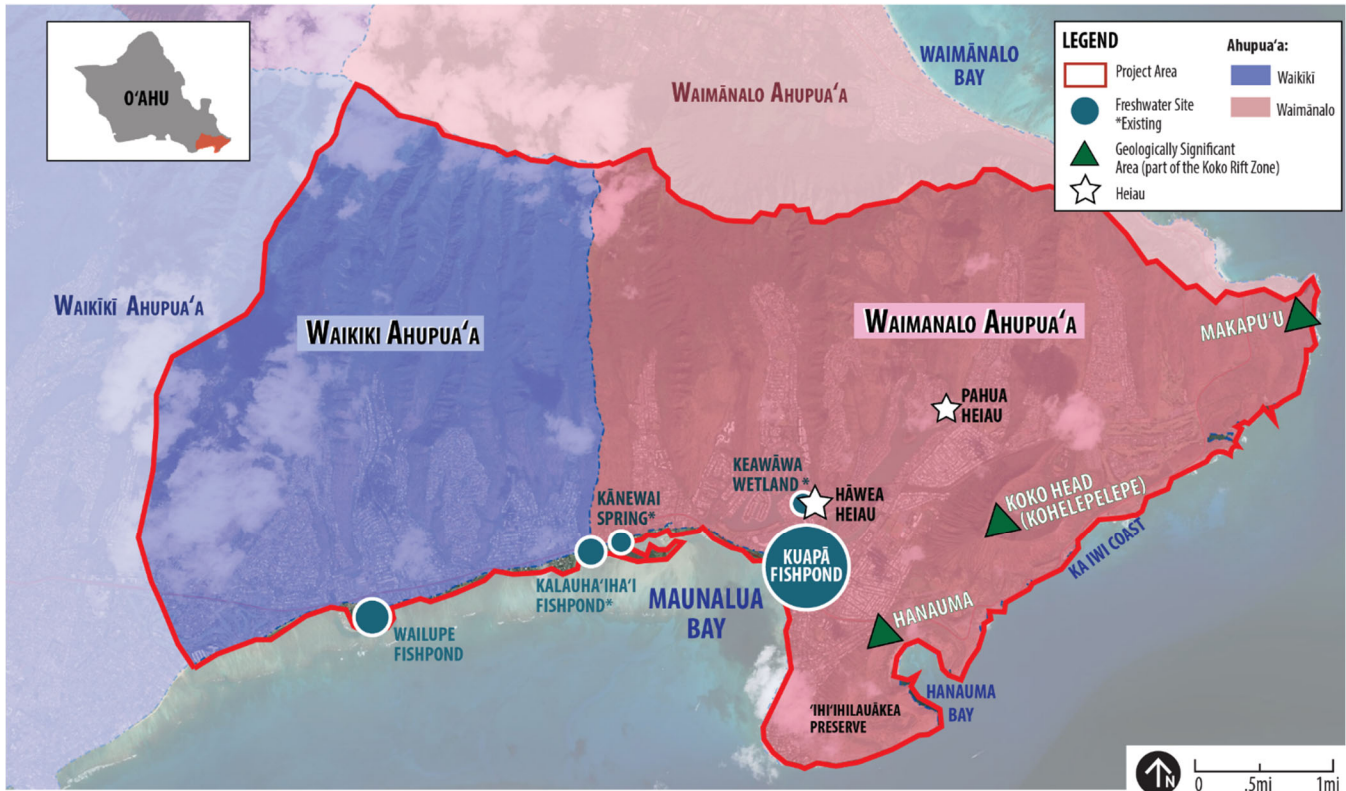 O‘AHU
WAIMĀNALO
BAY
LEGEND
Project Area
Freshwater Site
*Existing
Geologically Significant
Area (part of the Koko Rift Zone)
Heiau
Ahupua‘a:
Waikīkī
Waimānalo
WAIMĀNALO AHUPUA‘A
WAIKĪKĪ AHUPUA‘A
WAIKIKI AHUPUA‘A
WAIMANALO AHUPUA‘A
MAKAPU‘U
PAHUA
HEIAU
KEAWĀWA
WETLAND *
HĀWEA
HEIAU
KOKO HEAD
(KOHELEPELEPE)
KĀNEWAI
SPRING*
KA IWI COAST
KUAPĀ
FISHPOND
KALAUHA‘IHA‘I
FISHPOND*
MAUNALUA
BAY
HANAUMA
WAILUPE
FISHPOND
HANAUMA
BAY
‘IHI‘IHILAUĀKEA
PRESERVE
N
0 .5mi 1mi